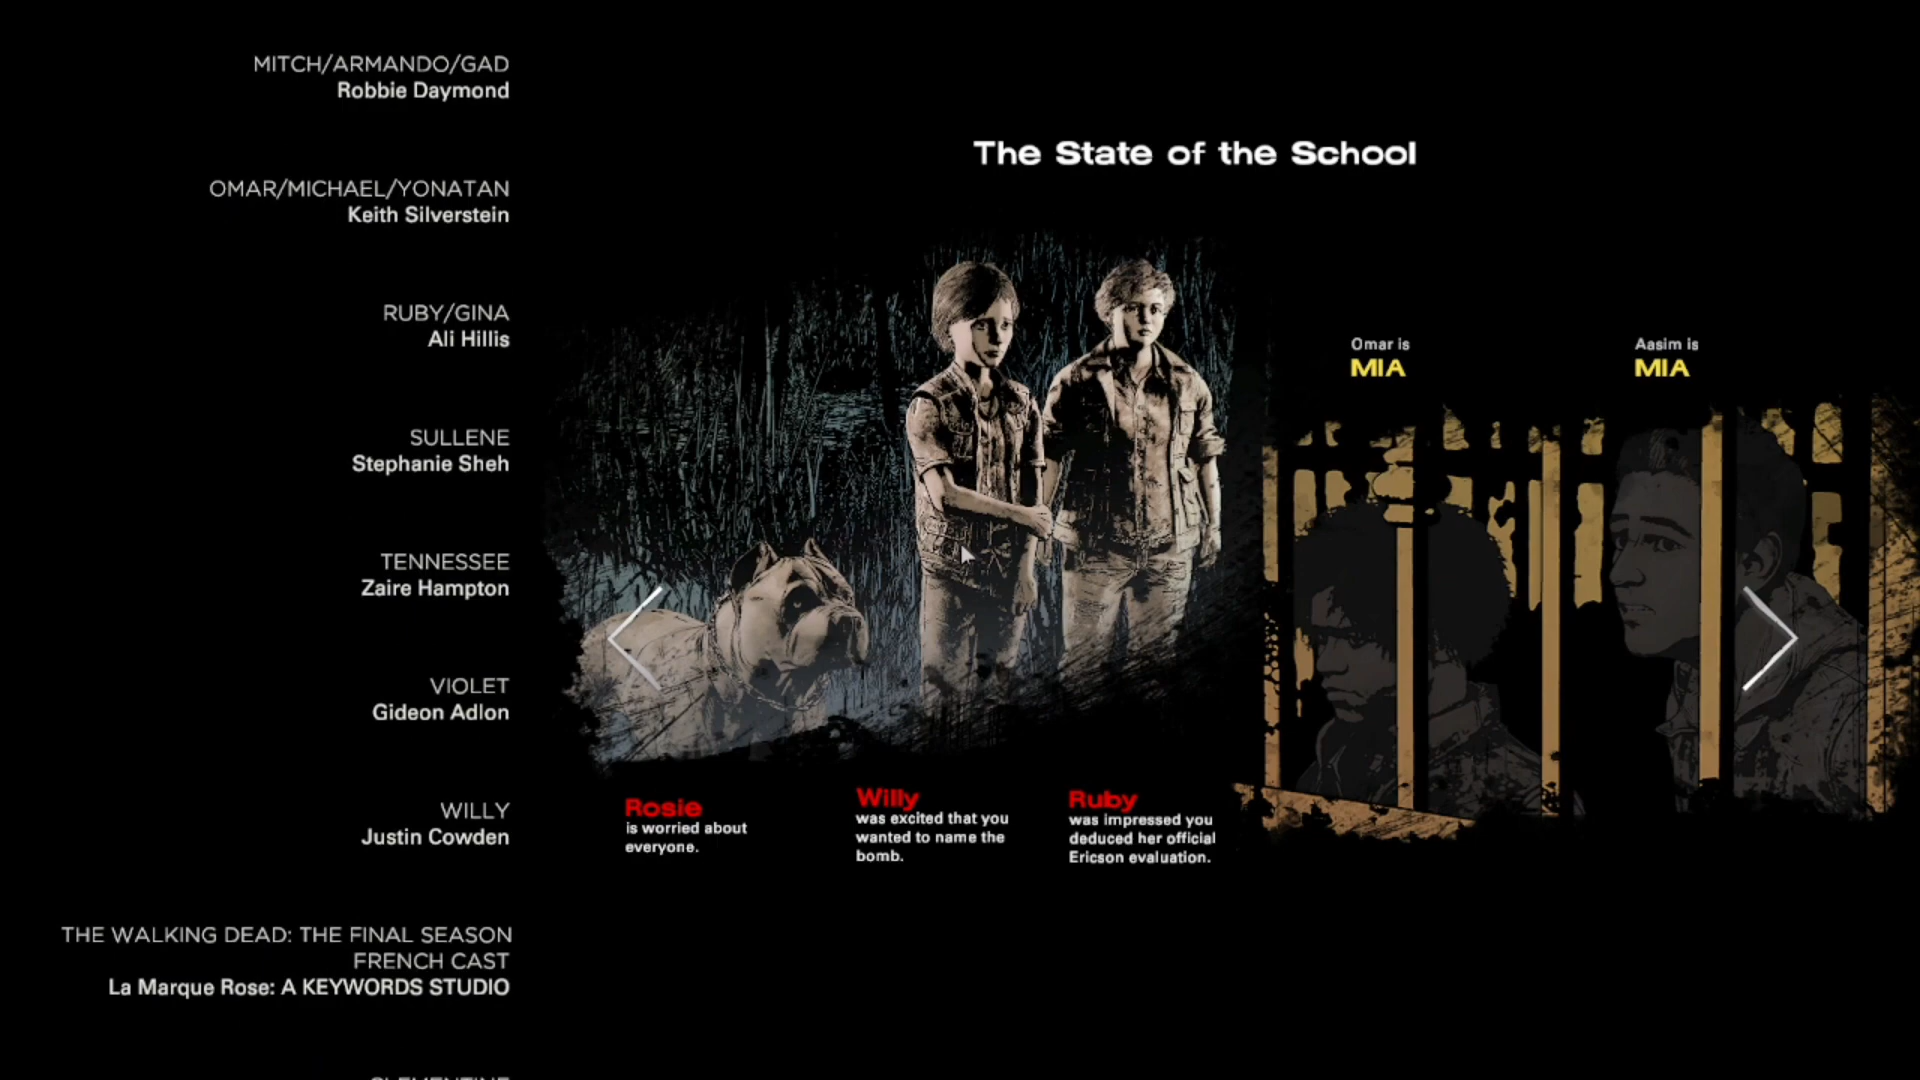 MITCH/ARMANDO/GAD
Robbie Daymond
OMAR/MICHAEL/YONATAN
Keith Silverstein
RUBY/GINA
Ali Hillis
SULLENE
Stephanie Sheh
TENNESSEE
Zaire Hampton
VIOLET
Gideon Adlon
WILLY
Justin Cowden
THE WALKING DEAD: THE FINAL SEASON
FRENCH CAST
La Marque Rose: A KEYWORDS STUDIO
The State of the School
Omar is
MIA
Aasim is
MIA
Rosie
is worried about
everyone.
Willy
was excited that you
wanted to name the
bomb.
Ruby
was impressed you
deduced her official
Ericson evaluation.